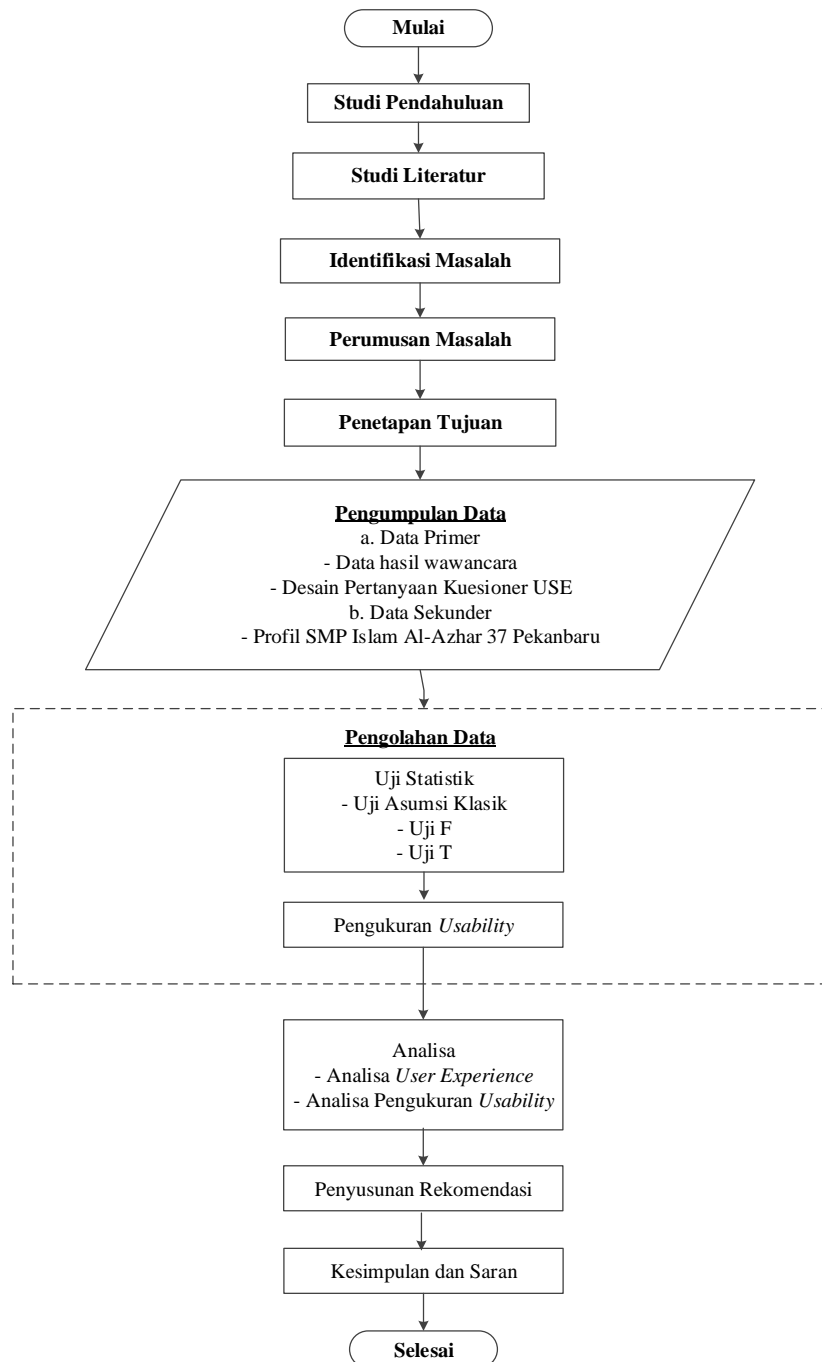 Mulai
Studi Pendahuluan
Studi Literatur
Identifikasi Masalah
Perumusan Masalah
Penetapan Tujuan
Pengumpulan Data
a. Data Primer
- Data hasil wawancara
- Desain Pertanyaan Kuesioner USE
b. Data Sekunder
- Profil SMP Islam Al-Azhar 37 Pekanbaru
Pengolahan Data
Uji Statistik
- Uji Asumsi Klasik
- Uji F
- Uji T
Pengukuran Usability
Analisa
- Analisa User Experience
- Analisa Pengukuran Usability
Penyusunan Rekomendasi
Kesimpulan dan Saran
Selesai